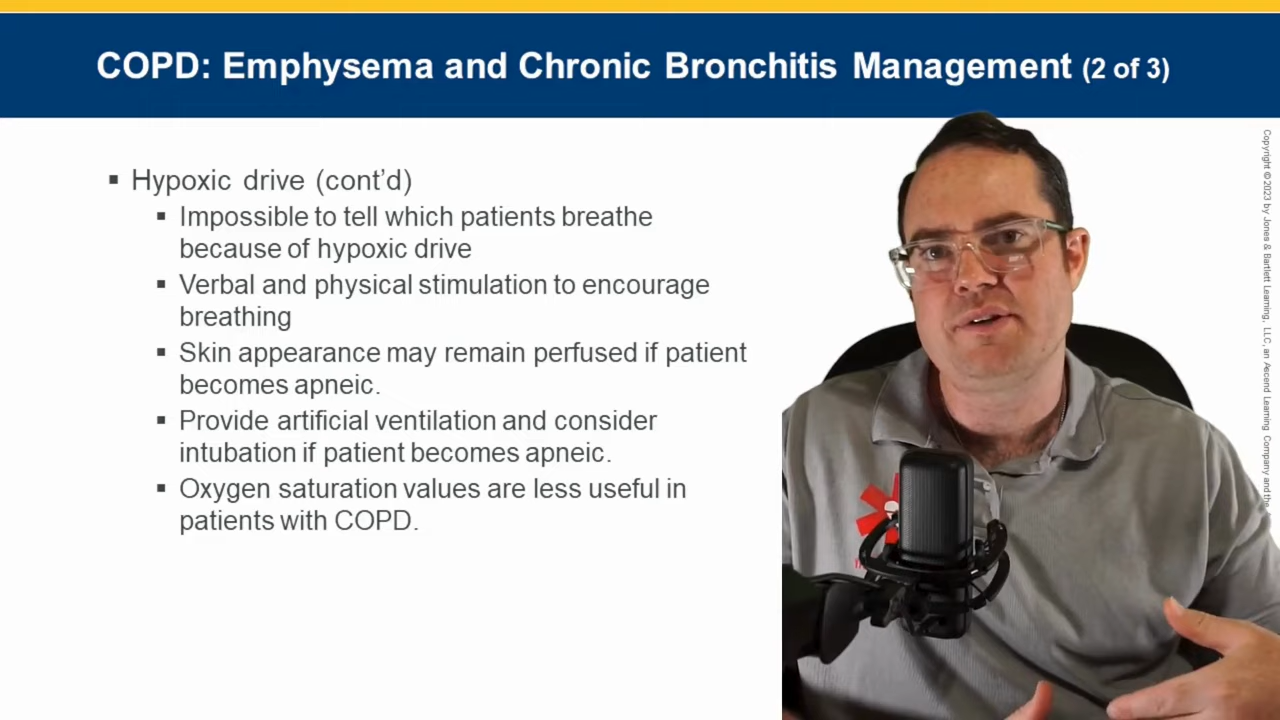 COPD: Emphysema and Chronic Bronchitis Management (2 of 3)
▪ Hypoxic drive (cont’d)
▪ Impossible to tell which patients breathe
because of hypoxic drive
▪ Verbal and physical stimulation to encourage
breathing
▪ Skin appearance may remain perfused if patient
becomes apneic.
▪ Provide artificial ventilation and consider
intubation if patient becomes apneic.
▪ Oxygen saturation values are less useful in
patients with COPD.
Copyright © 2023 by Jones & Bartlett Learning, LLC, an Ascend Learning Company and the